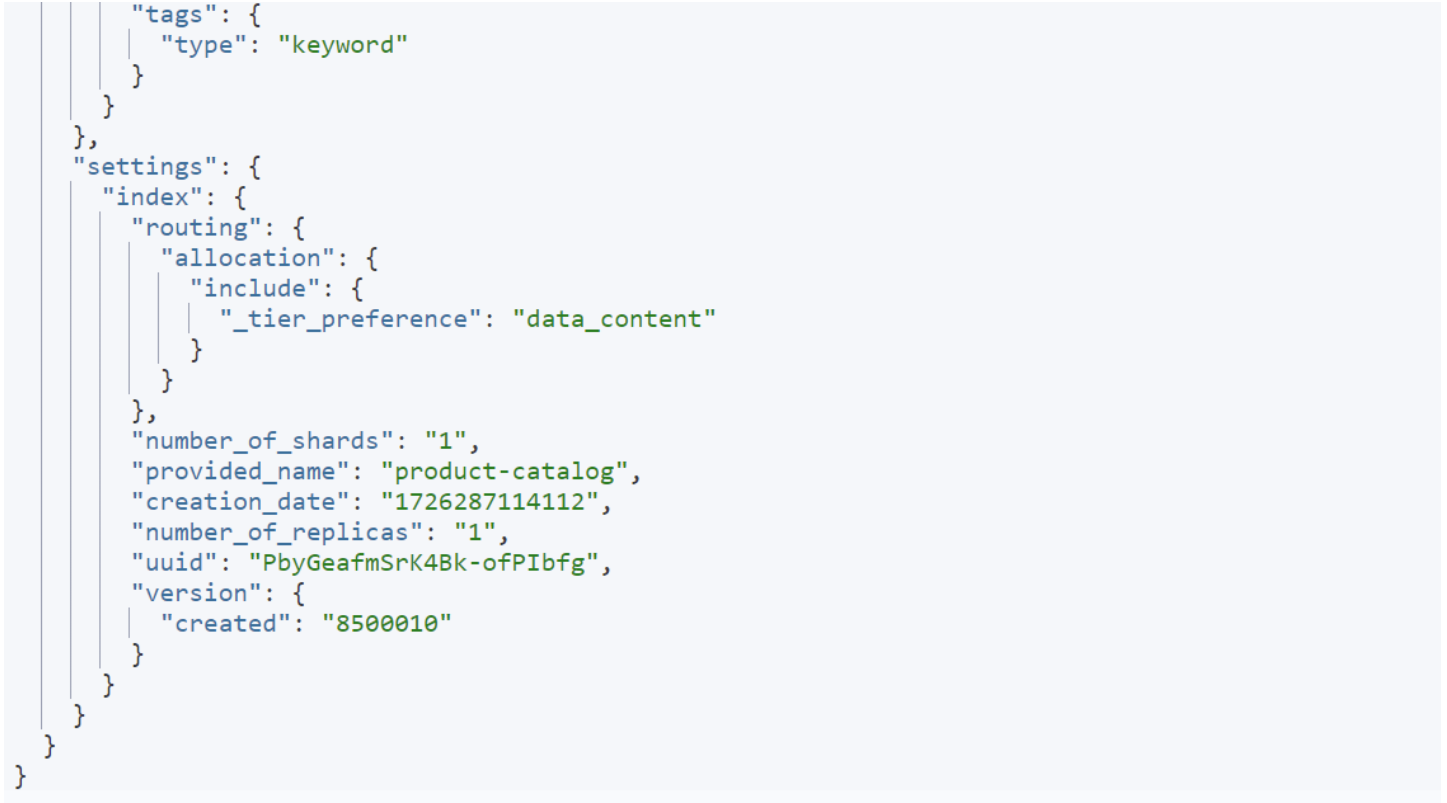 "tags": {
"type": "keyword"
}
}
},
"settings": {
"index": {
"routing": {
"allocation": {
"include": {
"_tier_preference": "data_content"
}
}
},
"number_of_shards": "1",
"provided_name": "product-catalog",
"creation_date": "1726287114112",
"number_of_replicas": "1",
"uuid": "PbyGeafmSrK4Bk-ofPIbfg",
"version": {
"created": "8500010"
}
}
}
}
}